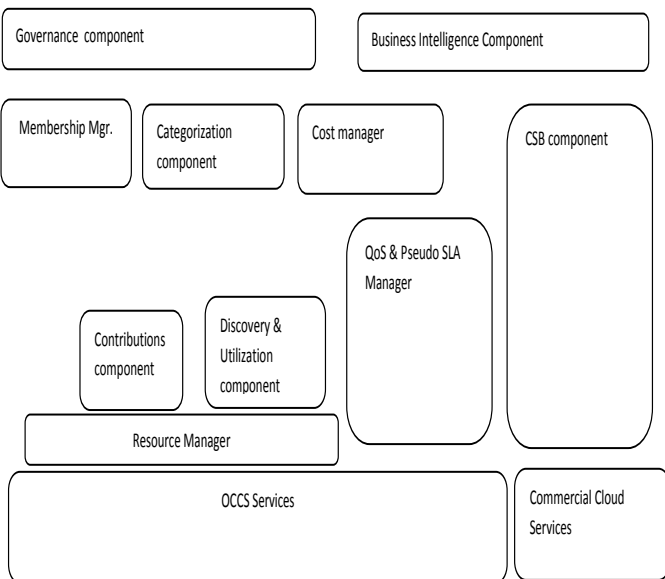 Governance component
Business Intelligence Component
Membership Mgr.
Categorization
component
Cost manager
CSB component
QoS & Pseudo SLA
Manager
Contributions
component
Discovery &
Utilization
component
Resource Manager
OCCS Services
Commercial Cloud
Services